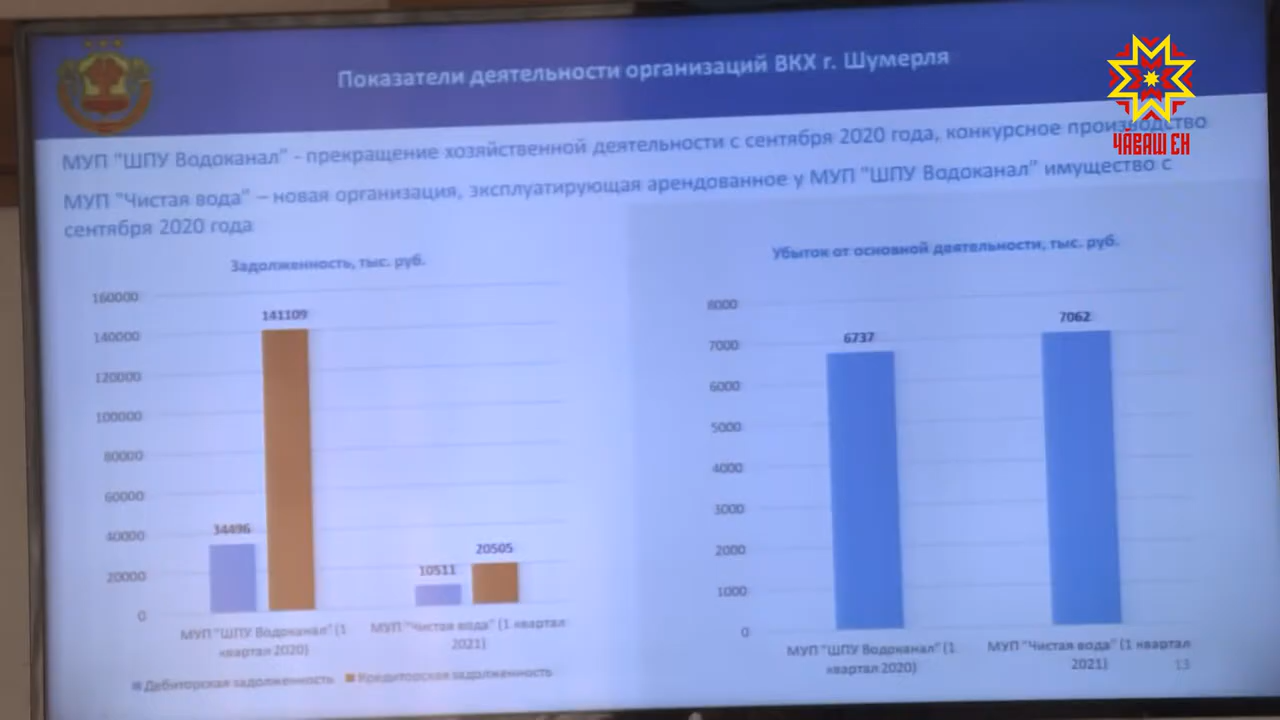 Показатели деятельности организаций ВКХ г. Шумерля
ЧӐВАШ ЕН
МУП "ШПУ Водоканал" - прекращение хозяйственной деятельности с сентября 2020 года, конкурсное производство
МУП "Чистая вода" – новая организация, эксплуатирующая арендованное у МУП "ШПУ Водоканал" имущество с
сентября 2020 года
Задолженность, тыс. руб.
160000
140000
120000
100000
80000
60000
40000
20000
0
34496
141109
10511
20505
МУП "ШПУ Водоканал" (1
квартал 2020)
МУП "Чистая вода" (1 квартал
2021)
Дебиторская задолженность
Кредиторская задолженность
Убыток от основной деятельности, тыс. руб.
8000
7000
6000
5000
4000
3000
2000
1000
0
6737
7062
МУП "ШПУ Водоканал" (1
квартал 2020)
МУП "Чистая вода" (1 квартал
2021)
13